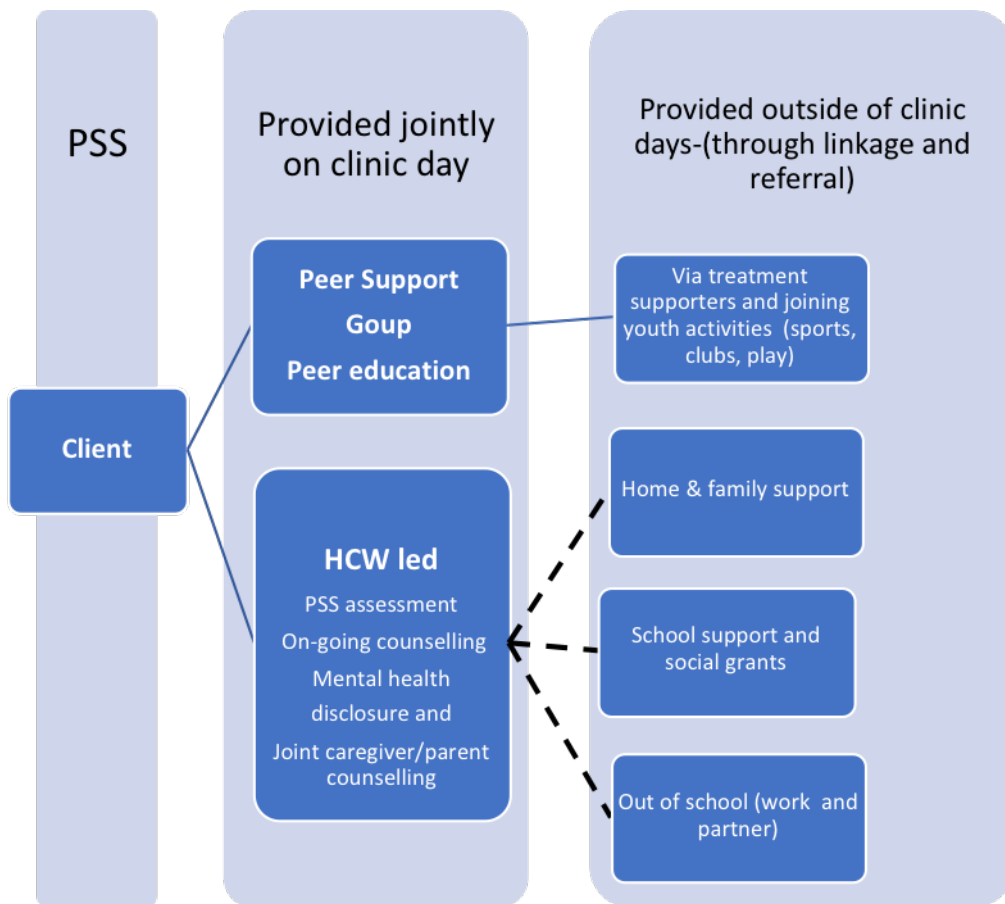 PSS
Provided jointly
on clinic day
Provided outside of clinic
days-(through linkage and
referral)
Client
Peer Support
Goup
Peer education
HCW led
PSS assessment
On-going counselling
Mental health
disclosure and
Joint caregiver/parent
counselling
Via treatment
supporters and joining
youth activities (sports,
clubs, play)
Home & family support
School support and
social grants
Out of school (work and
partner)